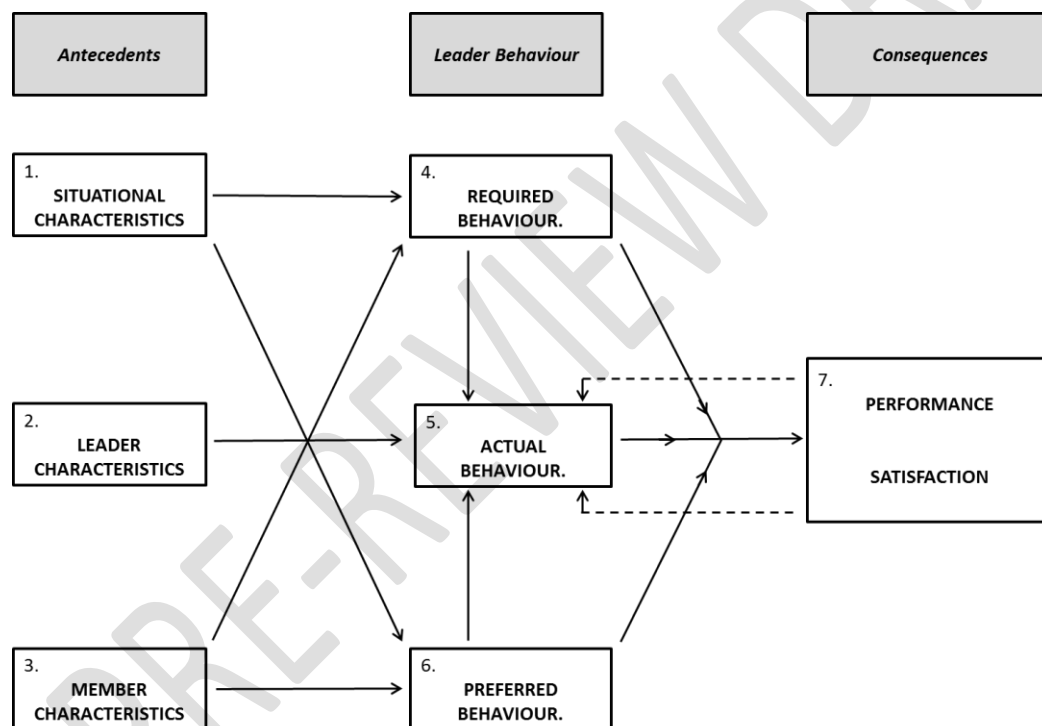 Antecedents
Leader Behaviour
Consequences
1.
SITUATIONAL
CHARACTERISTICS
4.
REQUIRED
BEHAVIOUR.
2.
LEADER
CHARACTERISTICS
5.
ACTUAL
BEHAVIOUR.
7.
PERFORMANCE
SATISFACTION
3.
MEMBER
CHARACTERISTICS
6.
PREFERRED
BEHAVIOUR.
PRE-REVIEW